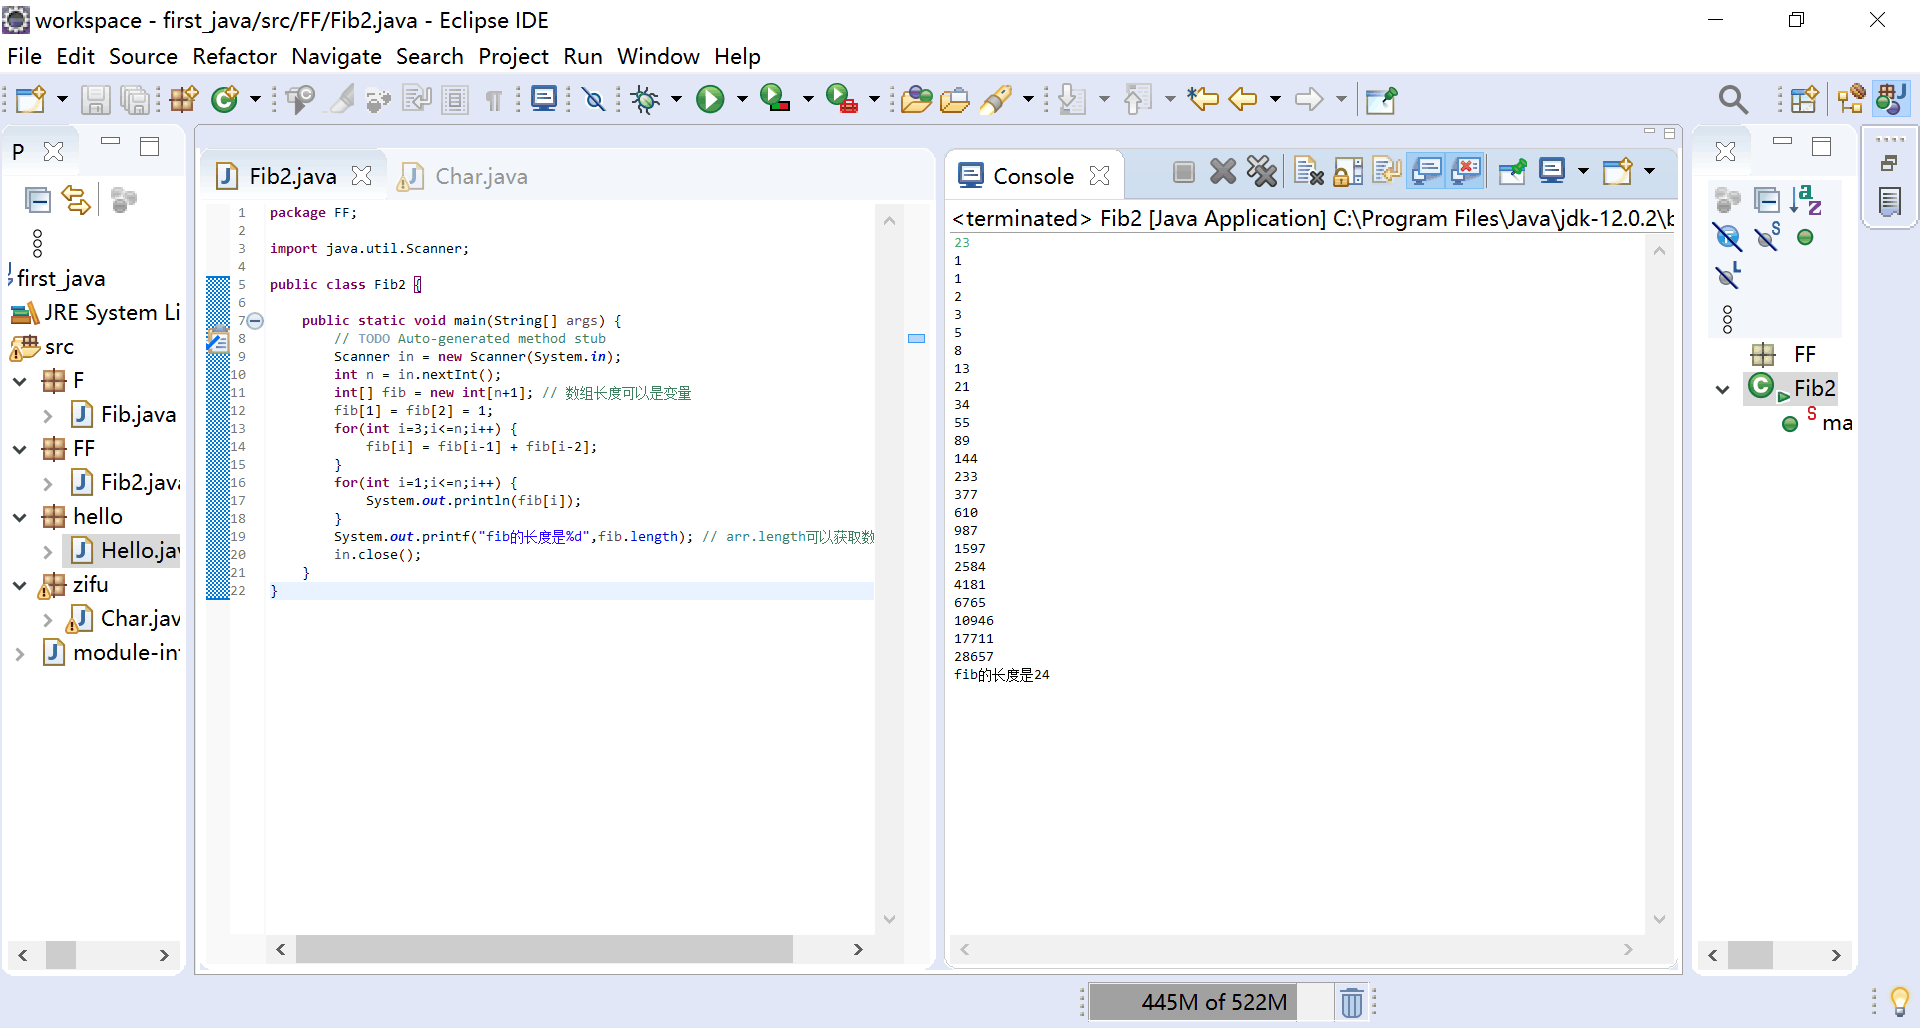 workspace - first_java/src/FF/Fib2.java - Eclipse IDE
File Edit Source Refactor Navigate Search Project Run Window Help
P
first_java
JRE System Li
src
F
Fib.java
FF
Fib2.java
hello
Hello.jav
zifu
Char.jav
module-in
Fib2.java
Char.java
1 package FF;
2
3 import java.util.Scanner;
4
5 public class Fib2 {
6
7 public static void main(String[] args) {
8 // TODO Auto-generated method stub
9 Scanner in = new Scanner(System.in);
10 int n = in.nextInt();
11 int[] fib = new int[n+1]; // 数组长度可以是变量
12 fib[1] = fib[2] = 1;
13 for(int i=3;i<=n;i++) {
14 fib[i] = fib[i-1] + fib[i-2];
15 }
16 for(int i=1;i<=n;i++) {
17 System.out.println(fib[i]);
18 }
19 System.out.printf("fib的长度是%d",fib.length); // arr.length可以获取数
20 in.close();
21 }
22 }
Console
<terminated> Fib2 [Java Application] C:\Program Files\Java\jdk-12.0.2\b
23
1
1
2
3
5
8
13
21
34
55
89
144
233
377
610
987
1597
2584
4181
6765
10946
17711
28657
fib的长度是24
FF
Fib2
S ma
445M of 522M